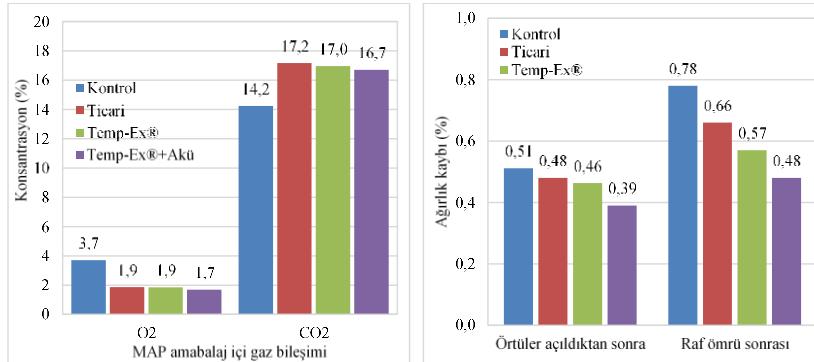 20
18
16
14
12
10
8
6
4
2
0
Konsantrasyon (%)
Kontrol
Ticari
Temp-Ex®
Temp-Ex®+Akü
3,7
1,9
1,9
1,7
14,2
17,2
17,0
16,7
O2
CO2
MAP amabalaj içi gaz bileşimi
1,0
0,8
0,6
0,4
0,2
0,0
Ağırlık kaybı (%)
Kontrol
Ticari
Temp-Ex®
0,51
0,48
0,46
0,39
0,78
0,66
0,57
0,48
Örtüler açıldıktan sonra
Raf ömrü sonrası